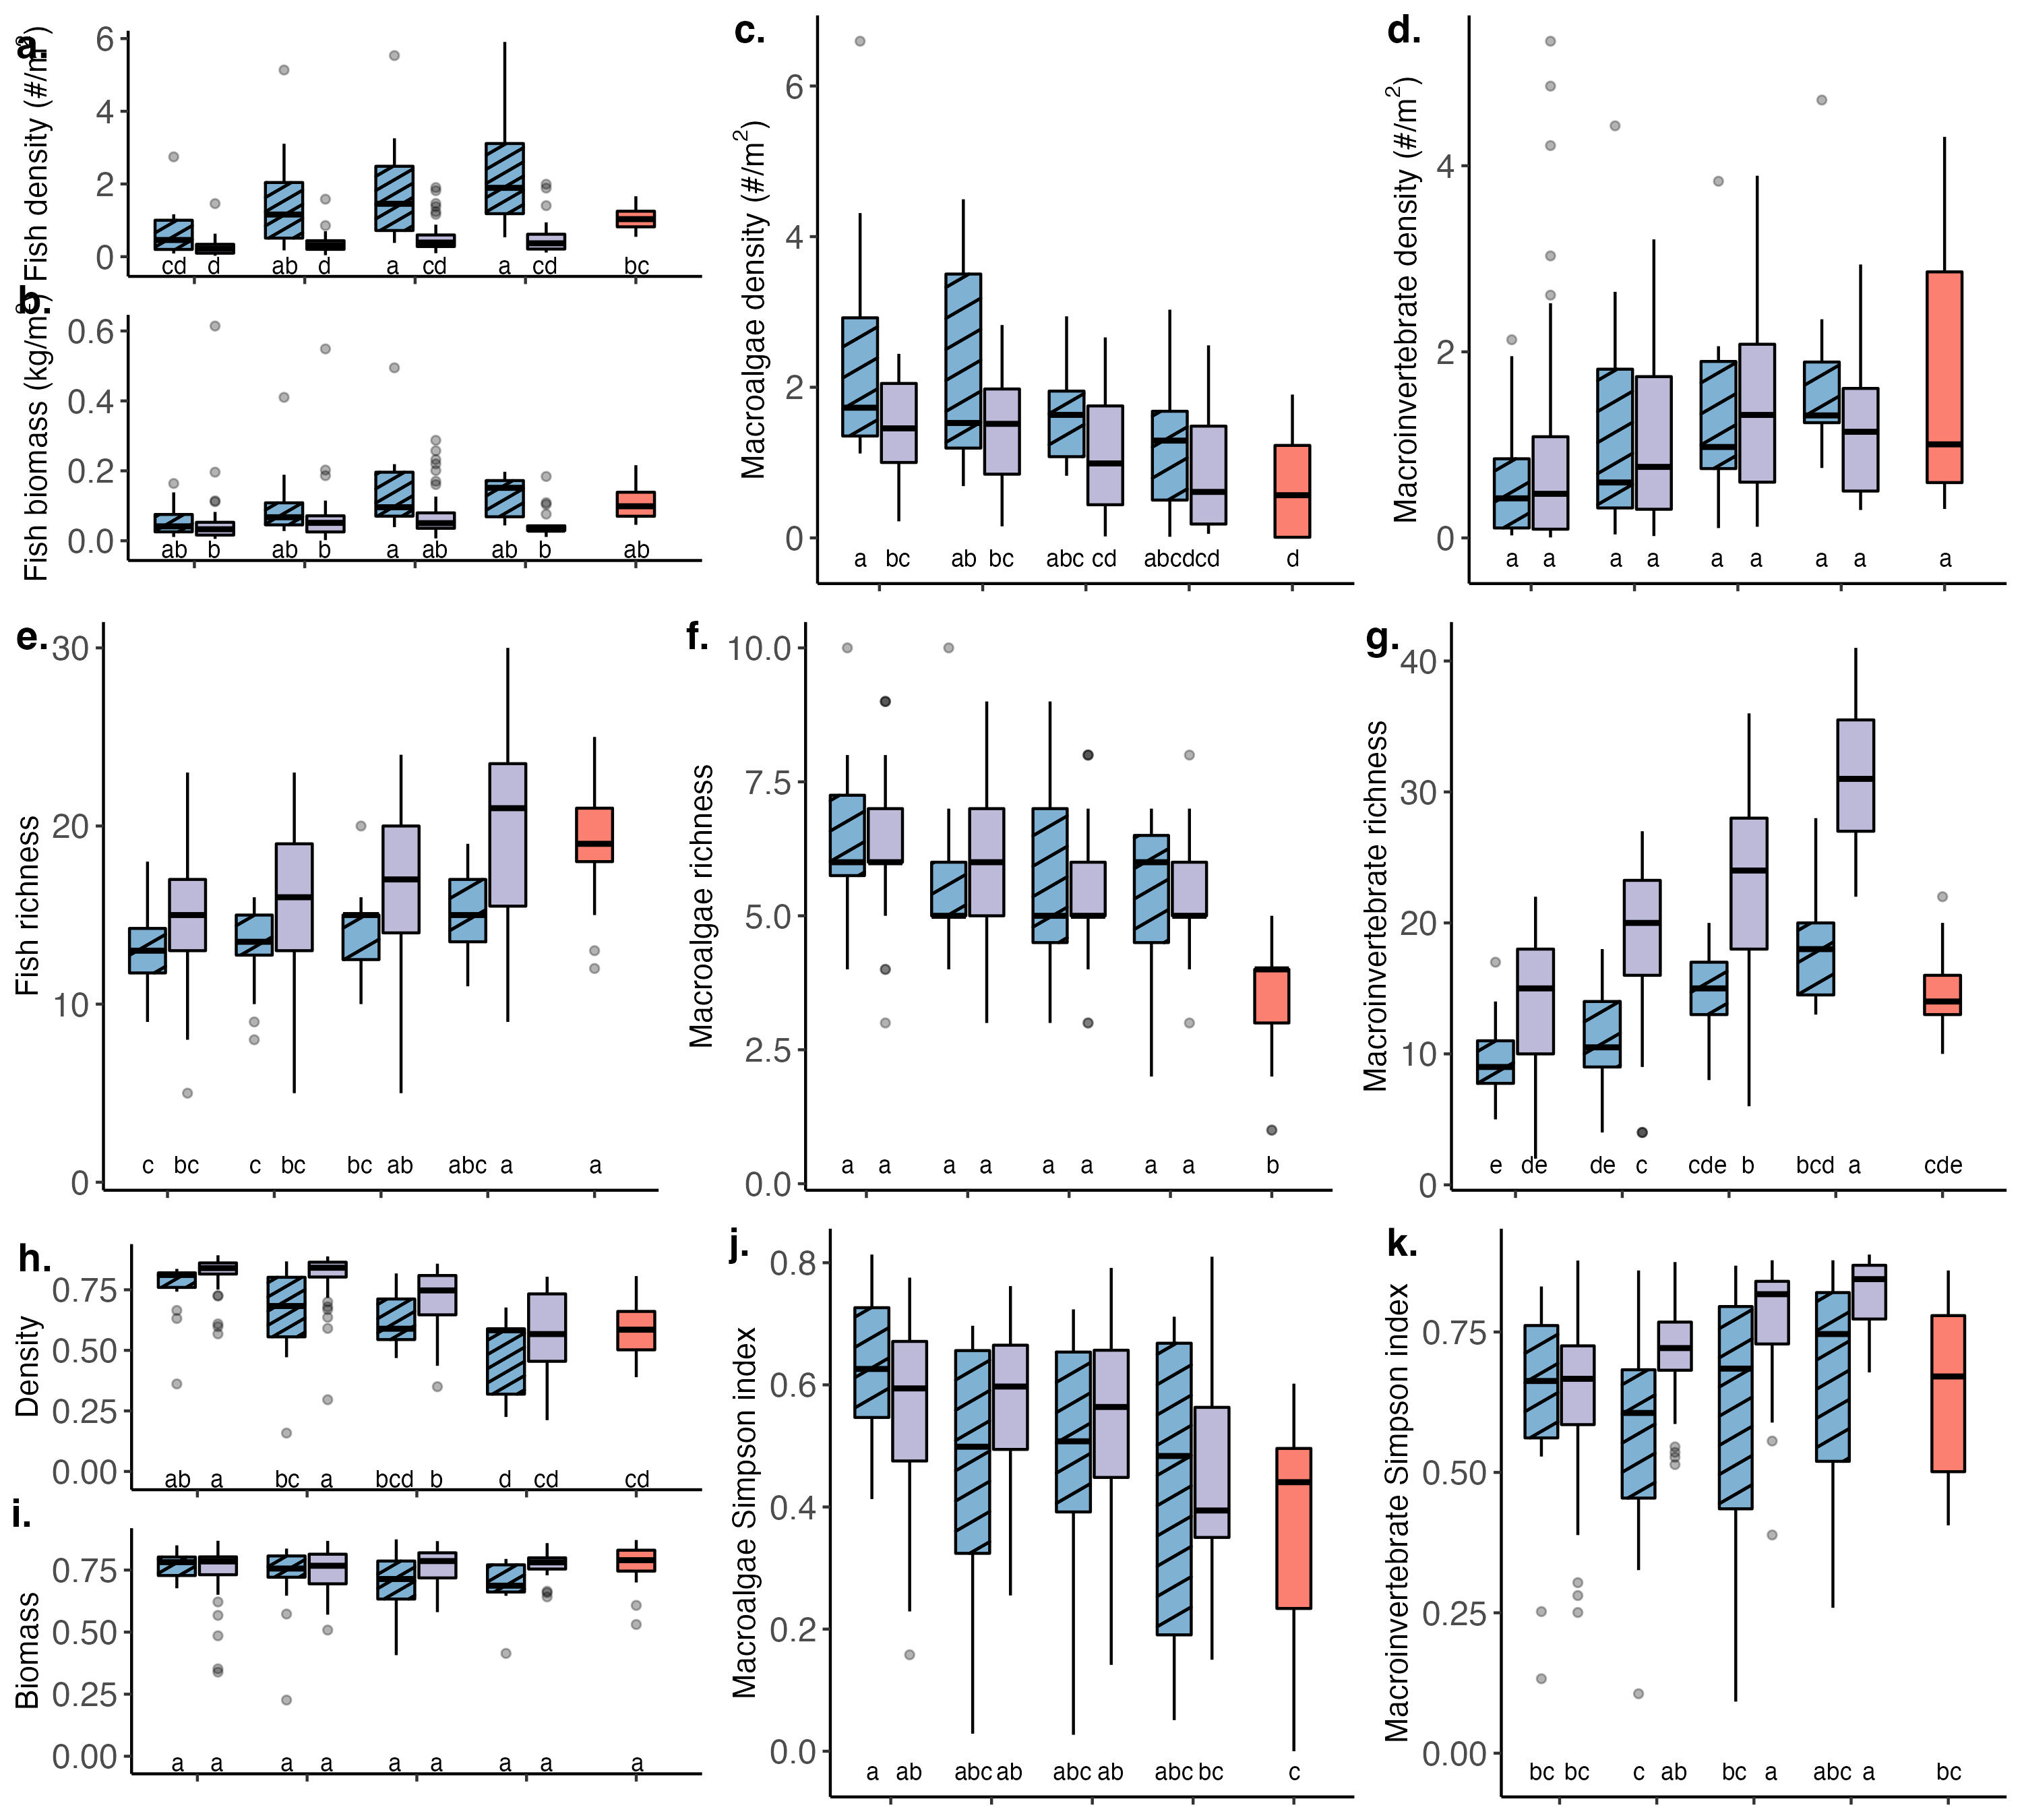 a.
Fish density (#/m²)
6
4
2
0
cd d ab d a cd a cd bc
b.
Fish biomass (kg/m²)
0.6
0.4
0.2
0.0
ab b ab b a ab ab b ab
c.
Macroalgae density (#/m²)
6
4
2
0
a bc ab bc abc cd abcd cd d
d.
Macroinvertebrate density (#/m²)
4
2
0
a a a a a a a a a
e.
Fish richness
30
20
10
0
c bc c bc bc ab abc a a
f.
Macroalgae richness
10.0
7.5
5.0
2.5
0.0
a a a a a a a a b
g.
Macroinvertebrate richness
40
30
20
10
0
e de de c cde b bcd a cde
h.
Density
0.75
0.50
0.25
0.00
ab a bc a bcd b d cd cd
i.
Biomass
0.75
0.50
0.25
0.00
a a a a a a a a a
j.
Macroalgae Simpson index
0.8
0.6
0.4
0.2
0.0
a ab abc ab abc ab abc bc c
k.
Macroinvertebrate Simpson index
0.75
0.50
0.25
0.00
bc bc c ab bc a abc a bc